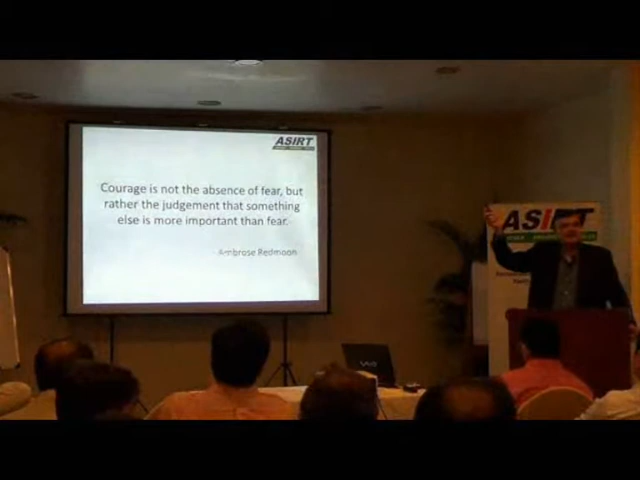 ASIRT
Courage is not the absence of fear, but
rather the judgement that something
else is more important than fear.
- Ambrose Redmoon
ASIRT
VAIO